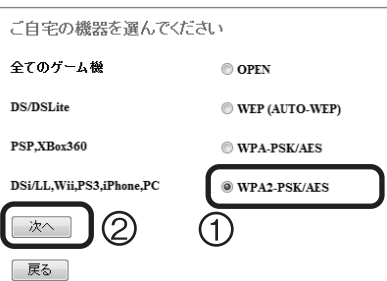 ご自宅の機器を選んでください
全てのゲーム機 OPEN
DS/DSLite WEP (AUTO-WEP)
PSP,XBox360 WPA-PSK/AES
DSi/LL,Wii,PS3,iPhone,PC WPA2-PSK/AES
次へ ② ①
戻る